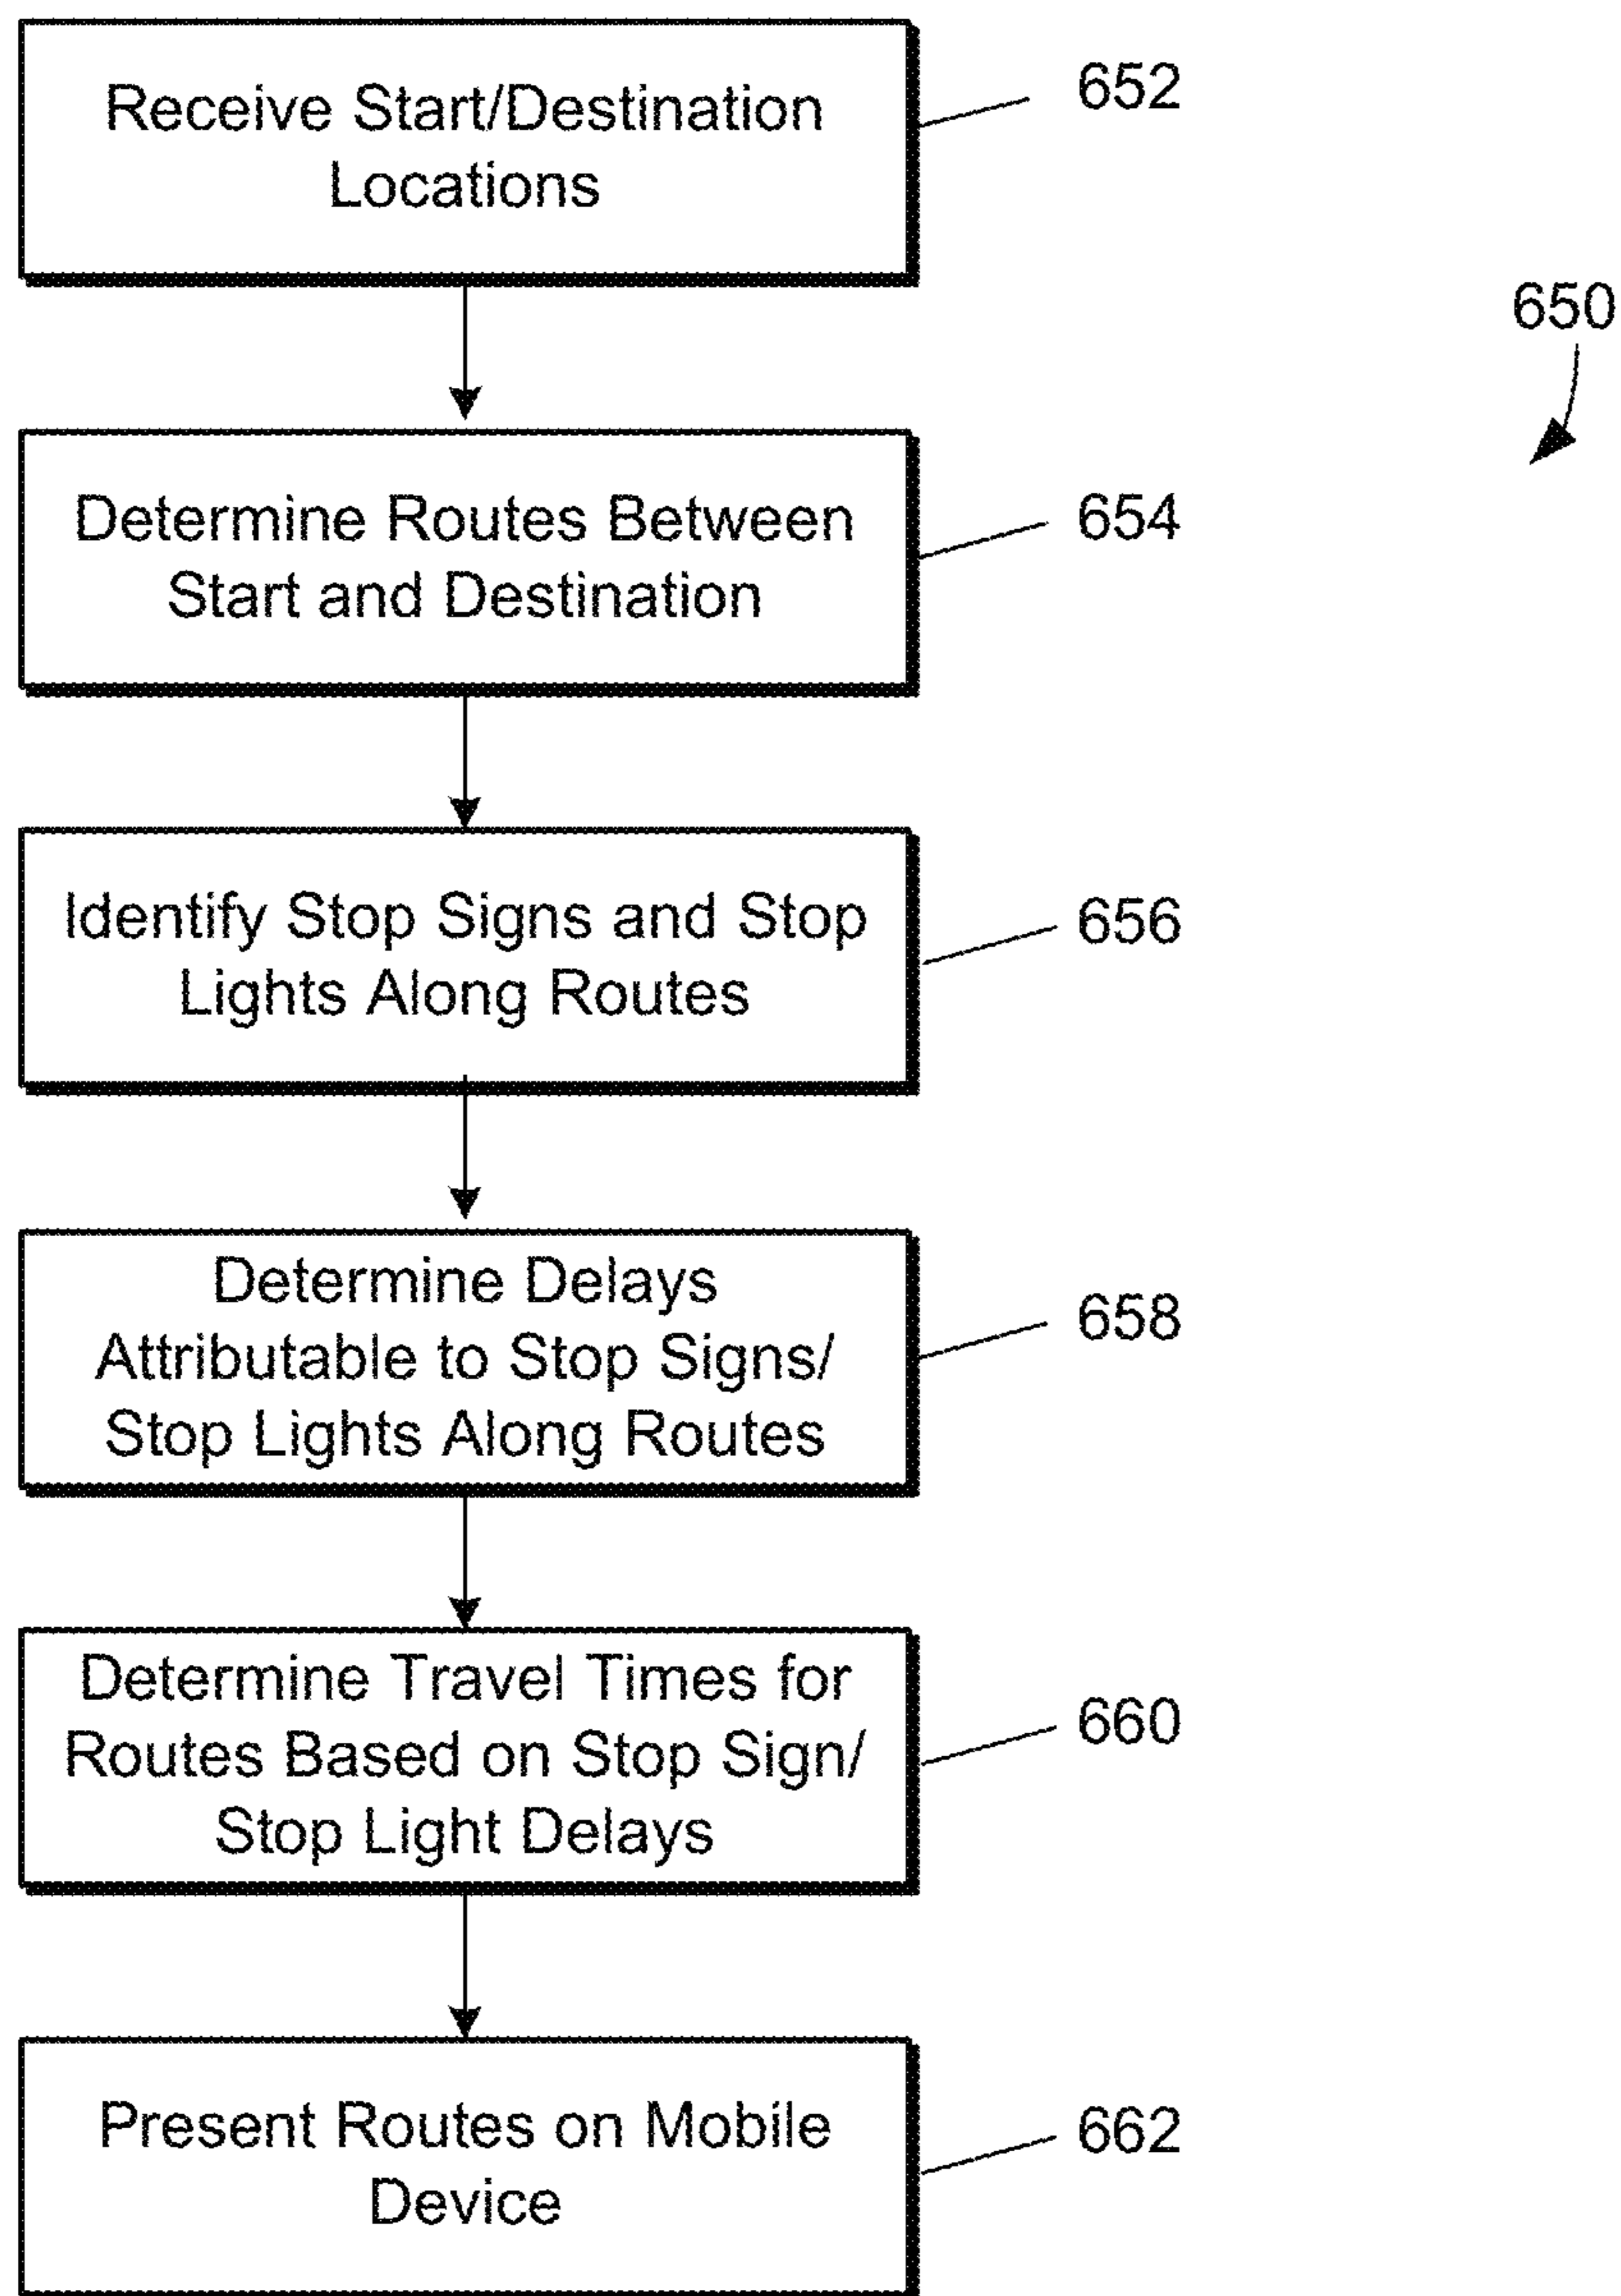 Receive Start/Destination
Locations
652
650
Determine Routes Between
Start and Destination
654
Identify Stop Signs and Stop
Lights Along Routes
656
Determine Delays
Attributable to Stop Signs/
Stop Lights Along Routes
658
Determine Travel Times for
Routes Based on Stop Sign/
Stop Light Delays
660
Present Routes on Mobile
Device
662